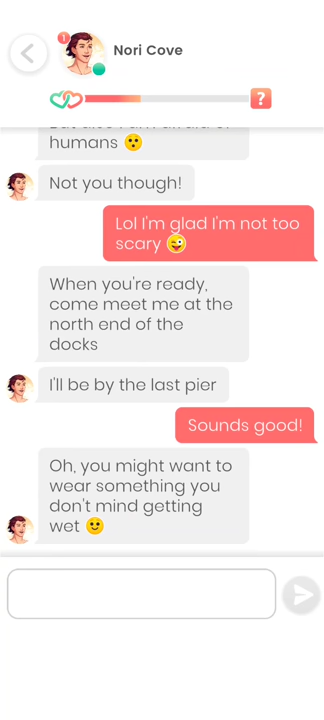 1
Nori Cove
?
humans 😯
Not you though!
Lol I'm glad I'm not too
scary 😜
When you're ready,
come meet me at the
north end of the
docks
I'll be by the last pier
Sounds good!
Oh, you might want to
wear something you
don't mind getting
wet 🙂